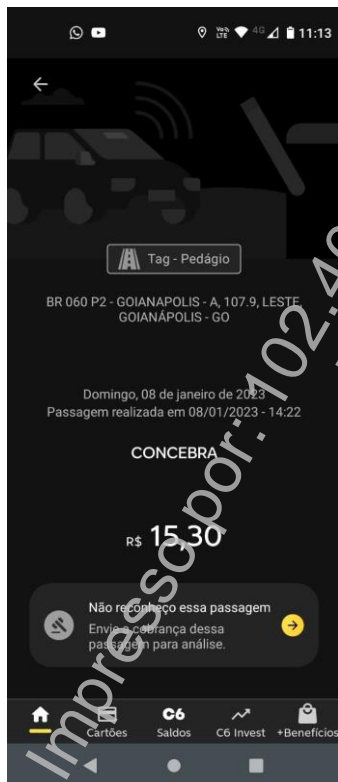 VoLTE 4G 11:13
Tag - Pedágio
BR 060 P2 - GOIANAPOLIS - A, 107.9, LESTE,
GOIANÁPOLIS - GO
Domingo, 08 de janeiro de 2023
Passagem realizada em 08/01/2023 - 14:22
CONCEBRA
R$ 15,30
Não reconheço essa passagem
Envie a cobrança dessa
passagem para análise.
Cartões
C6
Saldos
C6 Invest
+Benefícios
Impresso por: 102.4